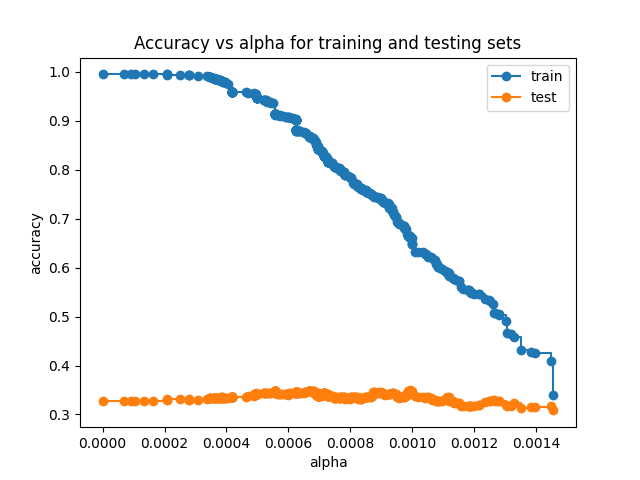 Accuracy vs alpha for training and testing sets
train
test
accuracy
1.0
0.9
0.8
0.7
0.6
0.5
0.4
0.3
0.0000 0.0002 0.0004 0.0006 0.0008 0.0010 0.0012 0.0014
alpha